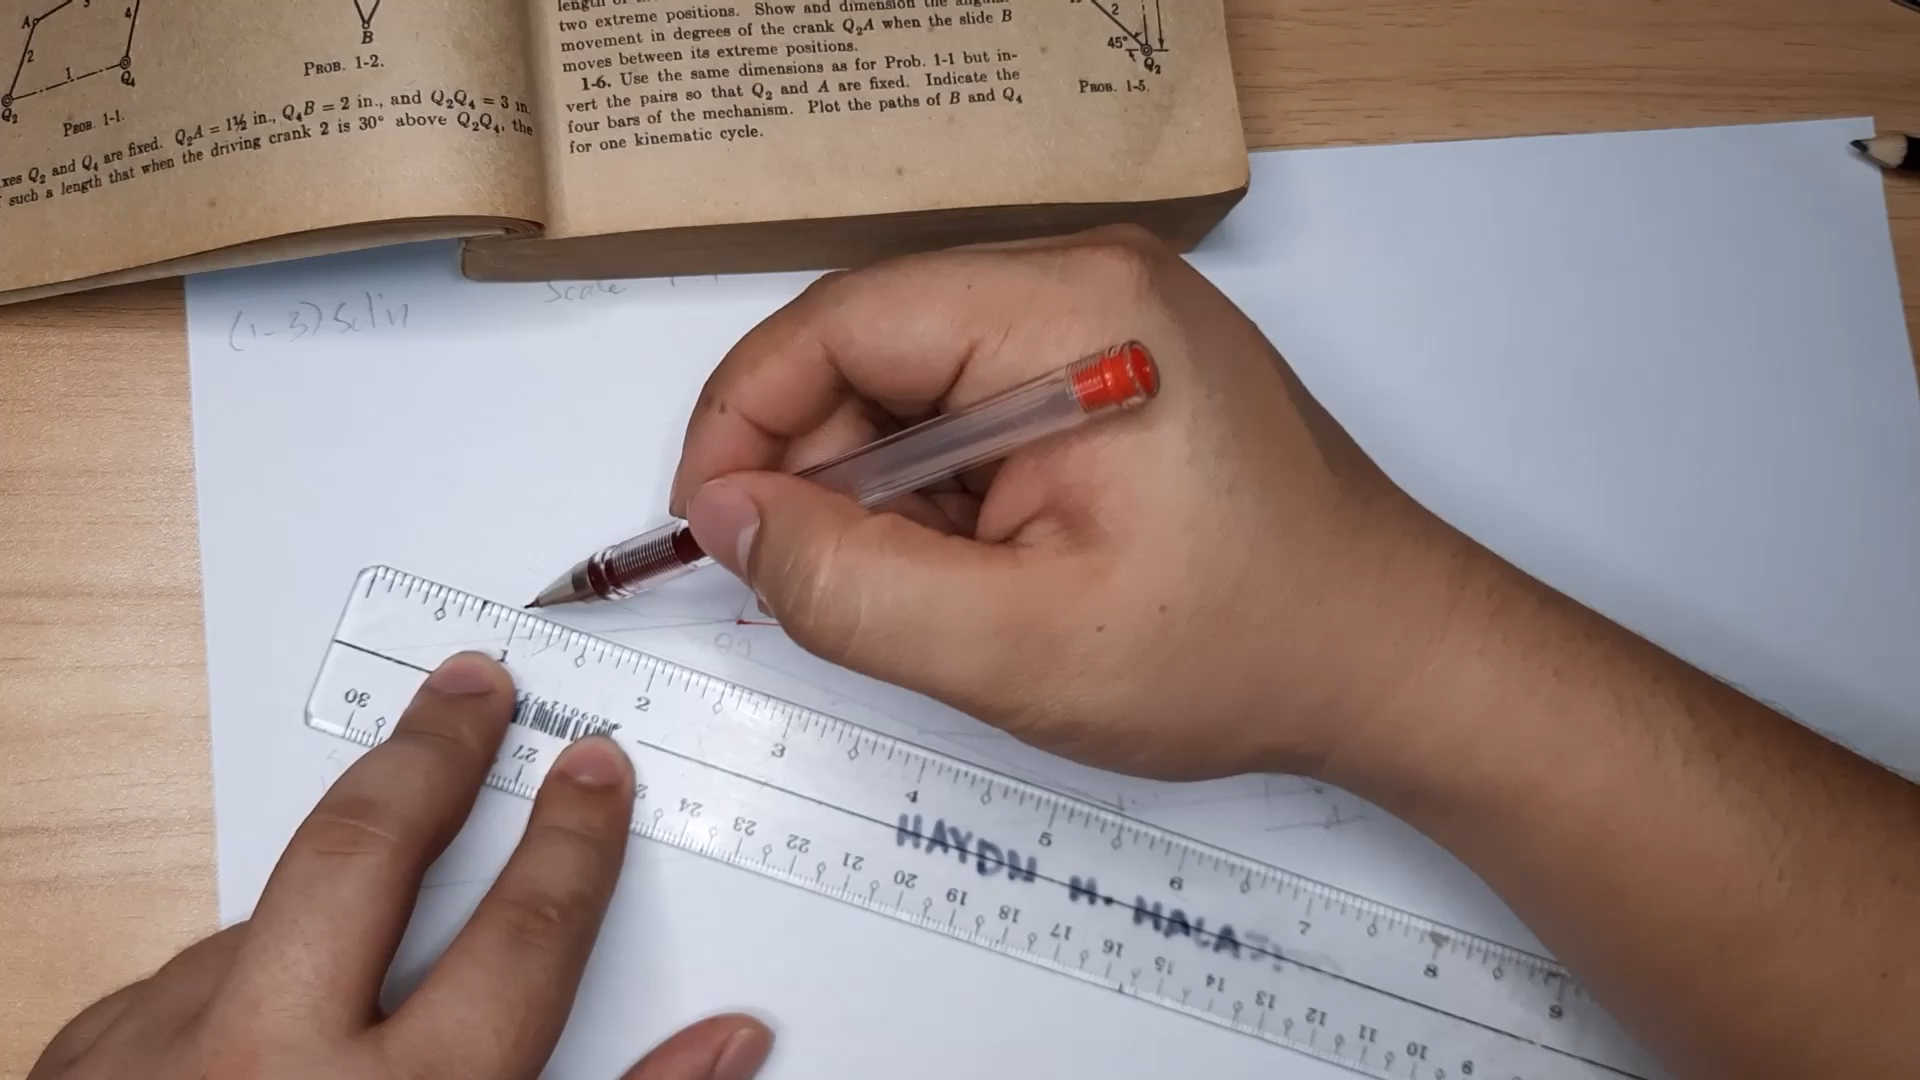 A
3
4
2
1
Q₂
Q₄
PROB. 1-1.
B
PROB. 1-2.
xes Q₂ and Q₄ are fixed. Q₂A = 1½ in., Q₄B = 2 in., and Q₂Q₄ = 3 in.
such a length that when the driving crank 2 is 30° above Q₂Q₄, the
two extreme positions. Show and dimension the angular
movement in degrees of the crank Q₂A when the slide B
moves between its extreme positions.
1-6. Use the same dimensions as for Prob. 1-1 but in-
vert the pairs so that Q₂ and A are fixed. Indicate the
four bars of the mechanism. Plot the paths of B and Q₄
for one kinematic cycle.
2
45°
Q₂
PROB. 1-5.
(1-3) Sol'n
Scale
Q₂
1 2 3 4 5 6 7 8 9
30 27 24 23 22 21 20 19 18 17 16 15 14 13 12 11 10 9
HAYDN H.